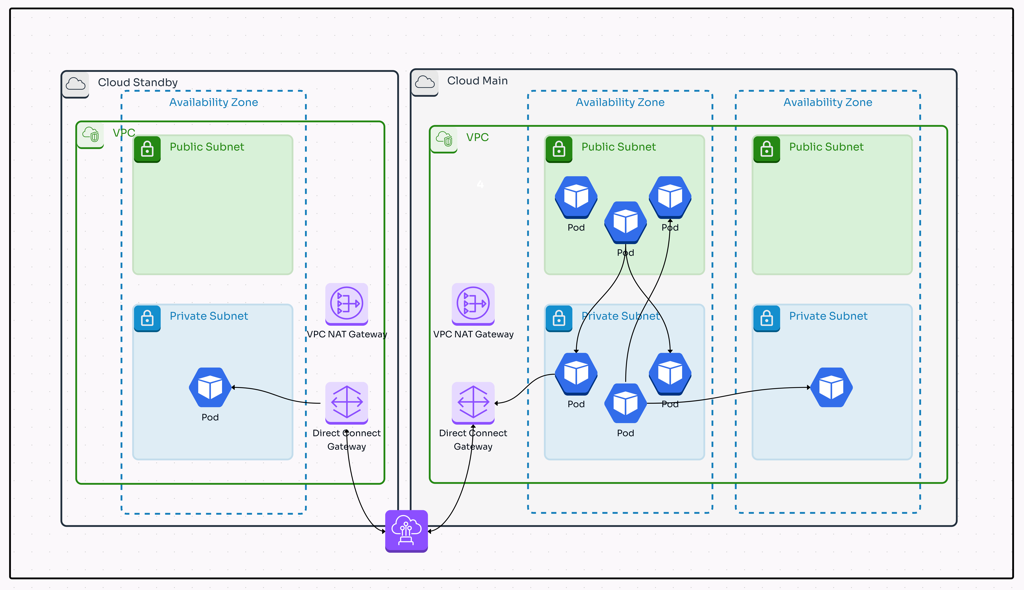 Cloud Standby
Availability Zone
VPC
Public Subnet
Private Subnet
Pod
VPC NAT Gateway
Direct Connect
Gateway
Cloud Main
VPC
VPC NAT Gateway
Direct Connect
Gateway
Availability Zone
Public Subnet
Pod
Pod
Pod
Private Subnet
Pod
Pod
Pod
Availability Zone
Public Subnet
Private Subnet